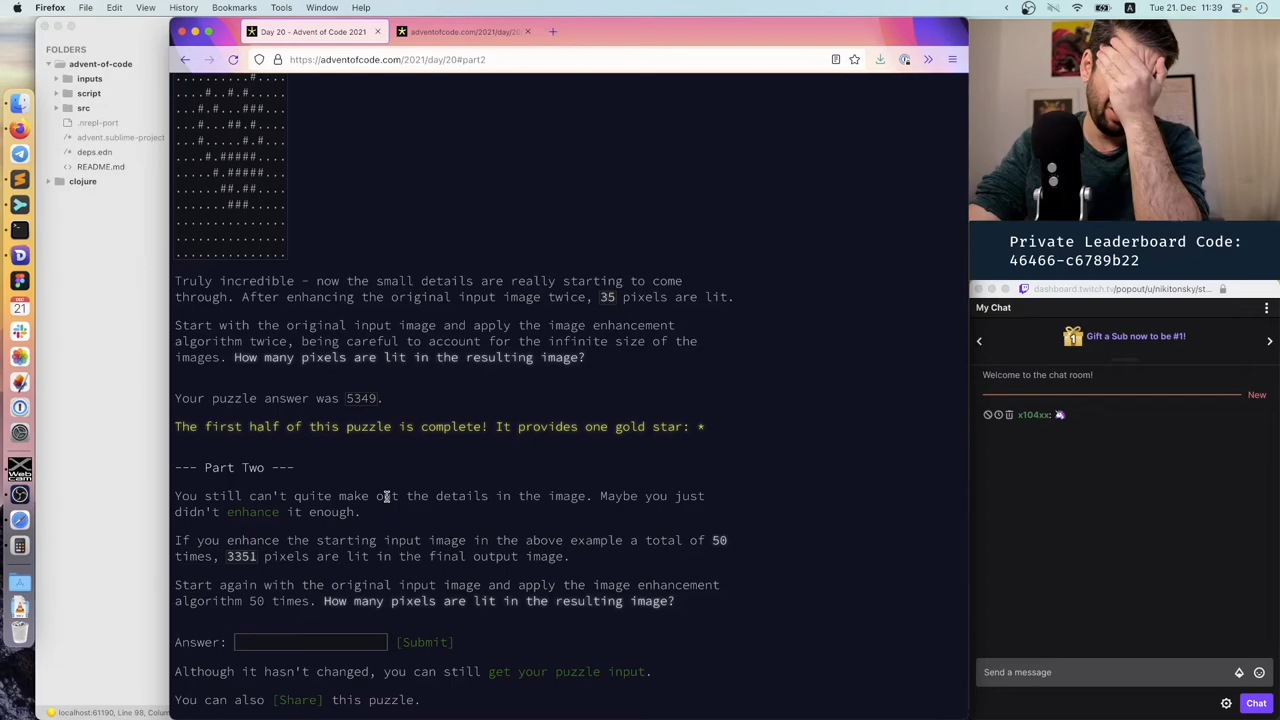 Firefox File Edit View History Bookmarks Tools Window Help
Tue 21. Dec 11:39
FOLDERS
advent-of-code
inputs
script
src
.nrepl-port
advent.sublime-project
deps.edn
README.md
clojure
Day 20 - Advent of Code 2021
adventofcode.com/2021/day/20
https://adventofcode.com/2021/day/20#part2
..........#....
....#..#.#.....
...#.#...###...
...#...##.#....
...#.....#.#...
....#.#####....
.....#.#####...
......##.##....
.......###.....
...............
...............
...............
Truly incredible - now the small details are really starting to come
through. After enhancing the original input image twice, 35 pixels are lit.
Start with the original input image and apply the image enhancement
algorithm twice, being careful to account for the infinite size of the
images. How many pixels are lit in the resulting image?
Your puzzle answer was 5349.
The first half of this puzzle is complete! It provides one gold star: *
--- Part Two ---
You still can't quite make out the details in the image. Maybe you just
didn't enhance it enough.
If you enhance the starting input image in the above example a total of 50
times, 3351 pixels are lit in the final output image.
Start again with the original input image and apply the image enhancement
algorithm 50 times. How many pixels are lit in the resulting image?
Answer: [Submit]
Although it hasn't changed, you can still get your puzzle input.
You can also [Share] this puzzle.
localhost:61190, Line 98, Colum
Private Leaderboard Code:
46466-c6789b22
dashboard.twitch.tv/popout/u/nikitonsky/st...
My Chat
Gift a Sub now to be #1!
Welcome to the chat room!
New
x104xx:
Send a message
Chat